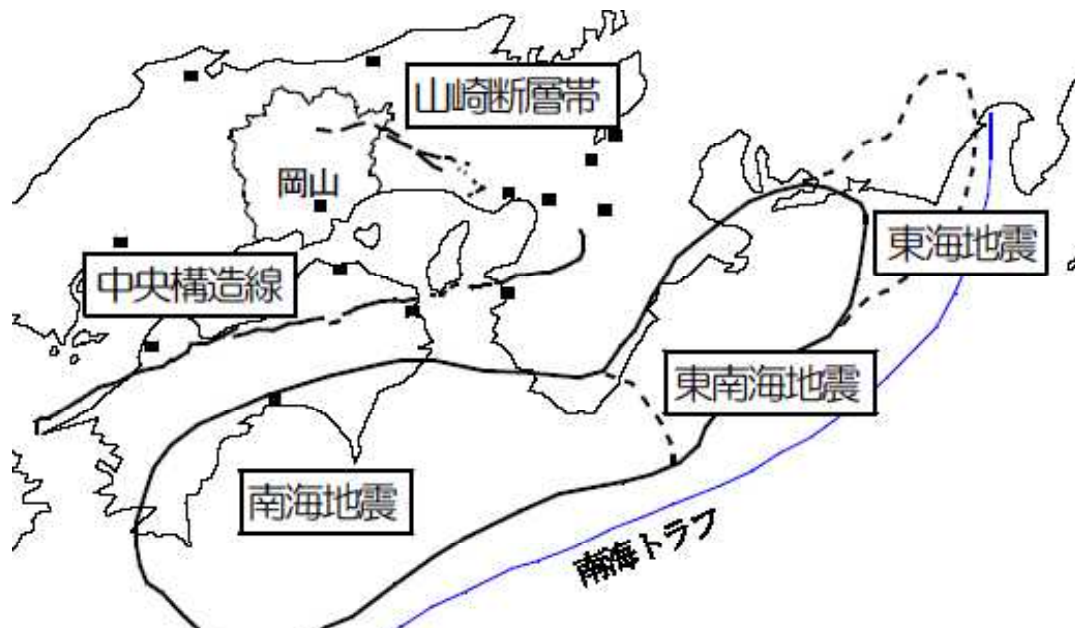 山崎断層帯
岡山
東海地震
中央構造線
東南海地震
南海地震
南海トラフ